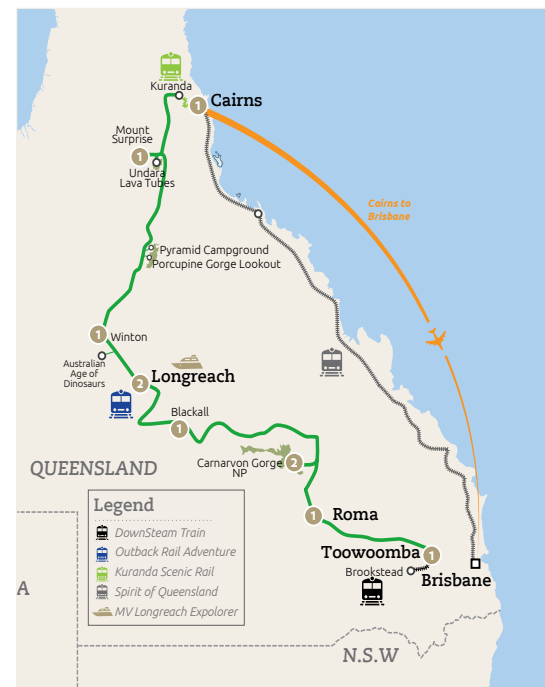 Kuranda
1
Cairns
Mount
Surprise
1
Undara
Lava Tubes
Cairns to
Brisbane
Pyramid Campground
Porcupine Gorge Lookout
1
Winton
Australian
Age of
Dinosaurs
2
Longreach
Blackall
1
Carnarvon Gorge
NP
2
QUEENSLAND
1
Roma
Toowoomba
1
Brookstead
Brisbane
Legend
DownSteam Train
Outback Rail Adventure
Kuranda Scenic Rail
Spirit of Queensland
MV Longreach Expolorer
A
N.S.W